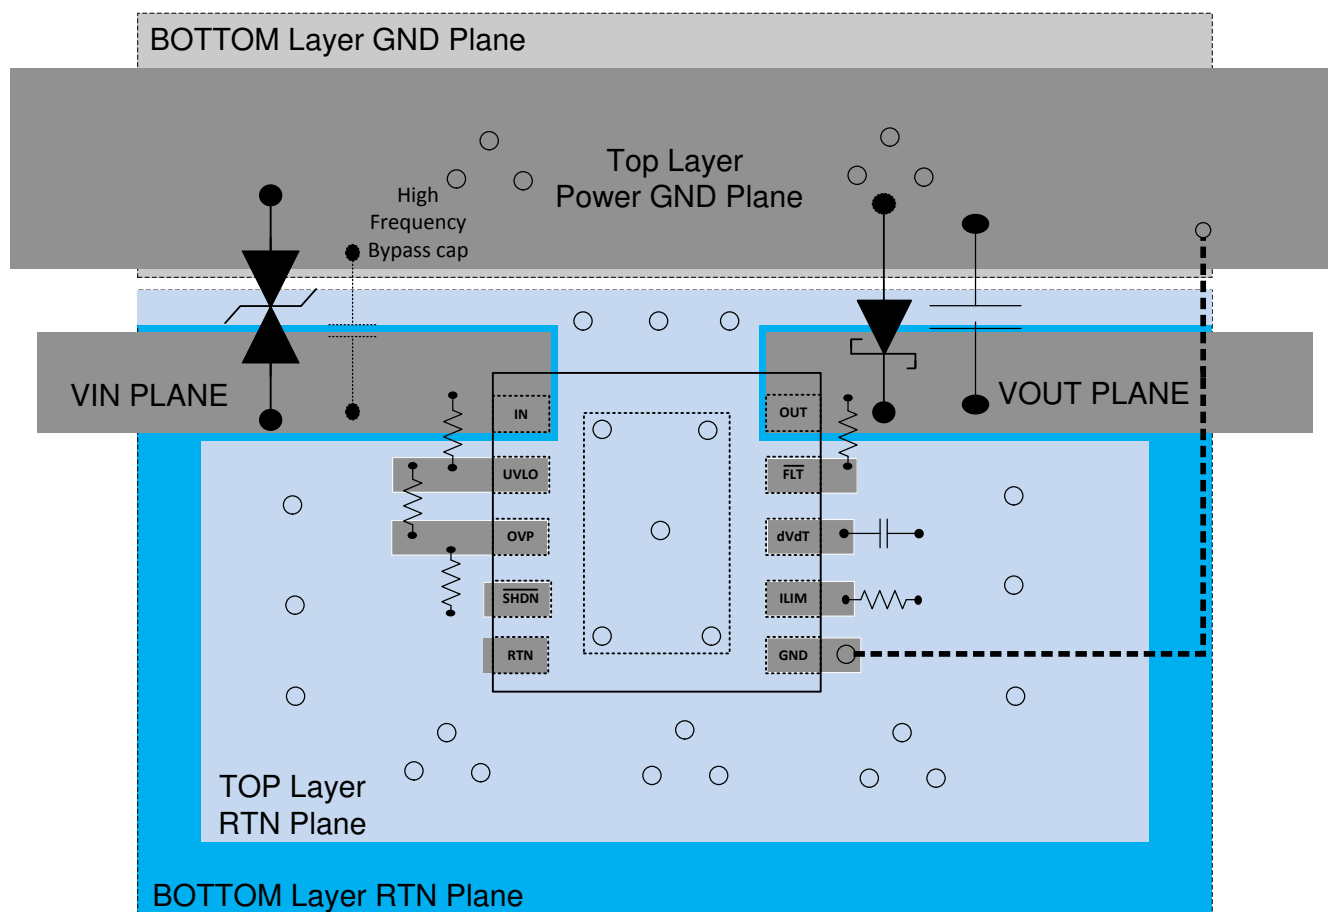 BOTTOM Layer GND Plane
Top Layer
Power GND Plane
High
Frequency
Bypass cap
VIN PLANE
VOUT PLANE
IN
OUT
UVLO
FLT
OVP
dVdT
SHDN
ILIM
RTN
GND
TOP Layer
RTN Plane
BOTTOM Layer RTN Plane